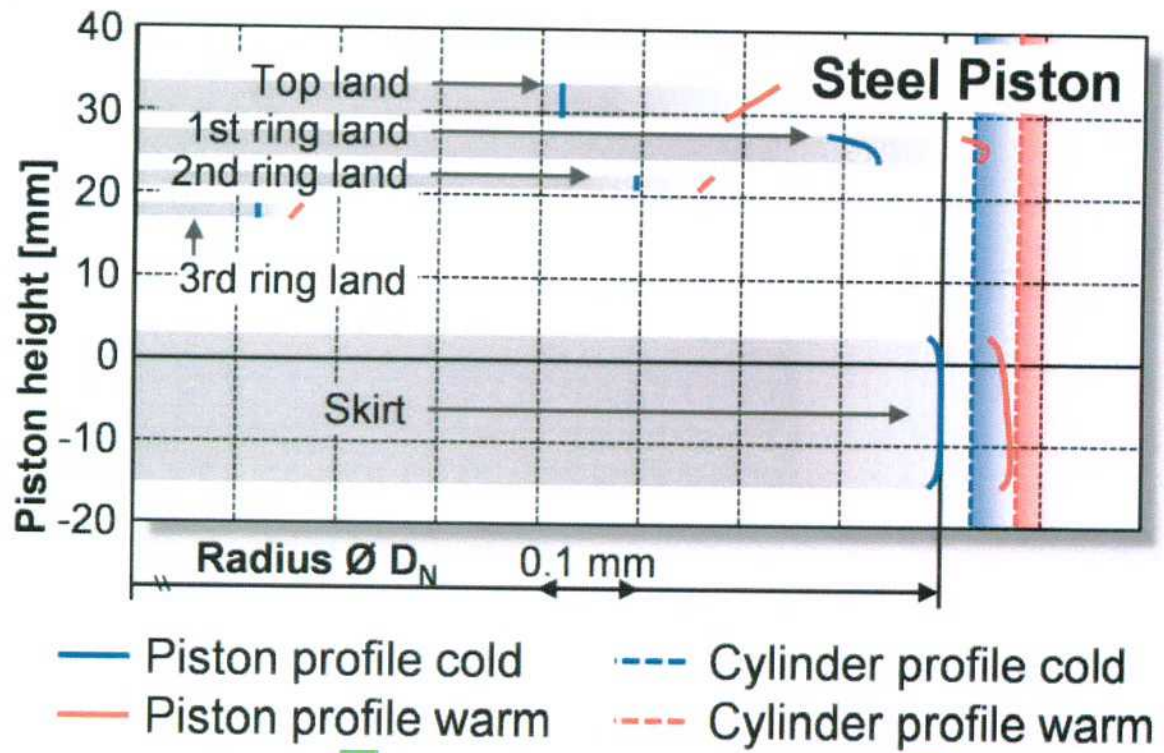 Steel Piston
Piston height [mm]
40
30
20
10
0
-10
-20
Top land
1st ring land
2nd ring land
3rd ring land
Skirt
Radius Ø D_N
0.1 mm
Piston profile cold
Cylinder profile cold
Piston profile warm
Cylinder profile warm